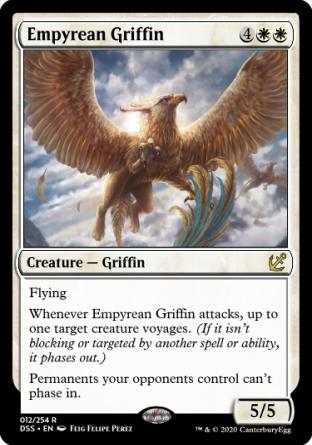 Empyrean Griffin 4
Creature — Griffin
Flying
Whenever Empyrean Griffin attacks, up to
one target creature voyages. (If it isn't
blocking or targeted by another spell or ability,
it phases out.)
Permanents your opponents control can't
phase in.
5/5
012/254 R
DSS • EN Feig Felipe Perez
™ & © 2020 CanterburyEgg